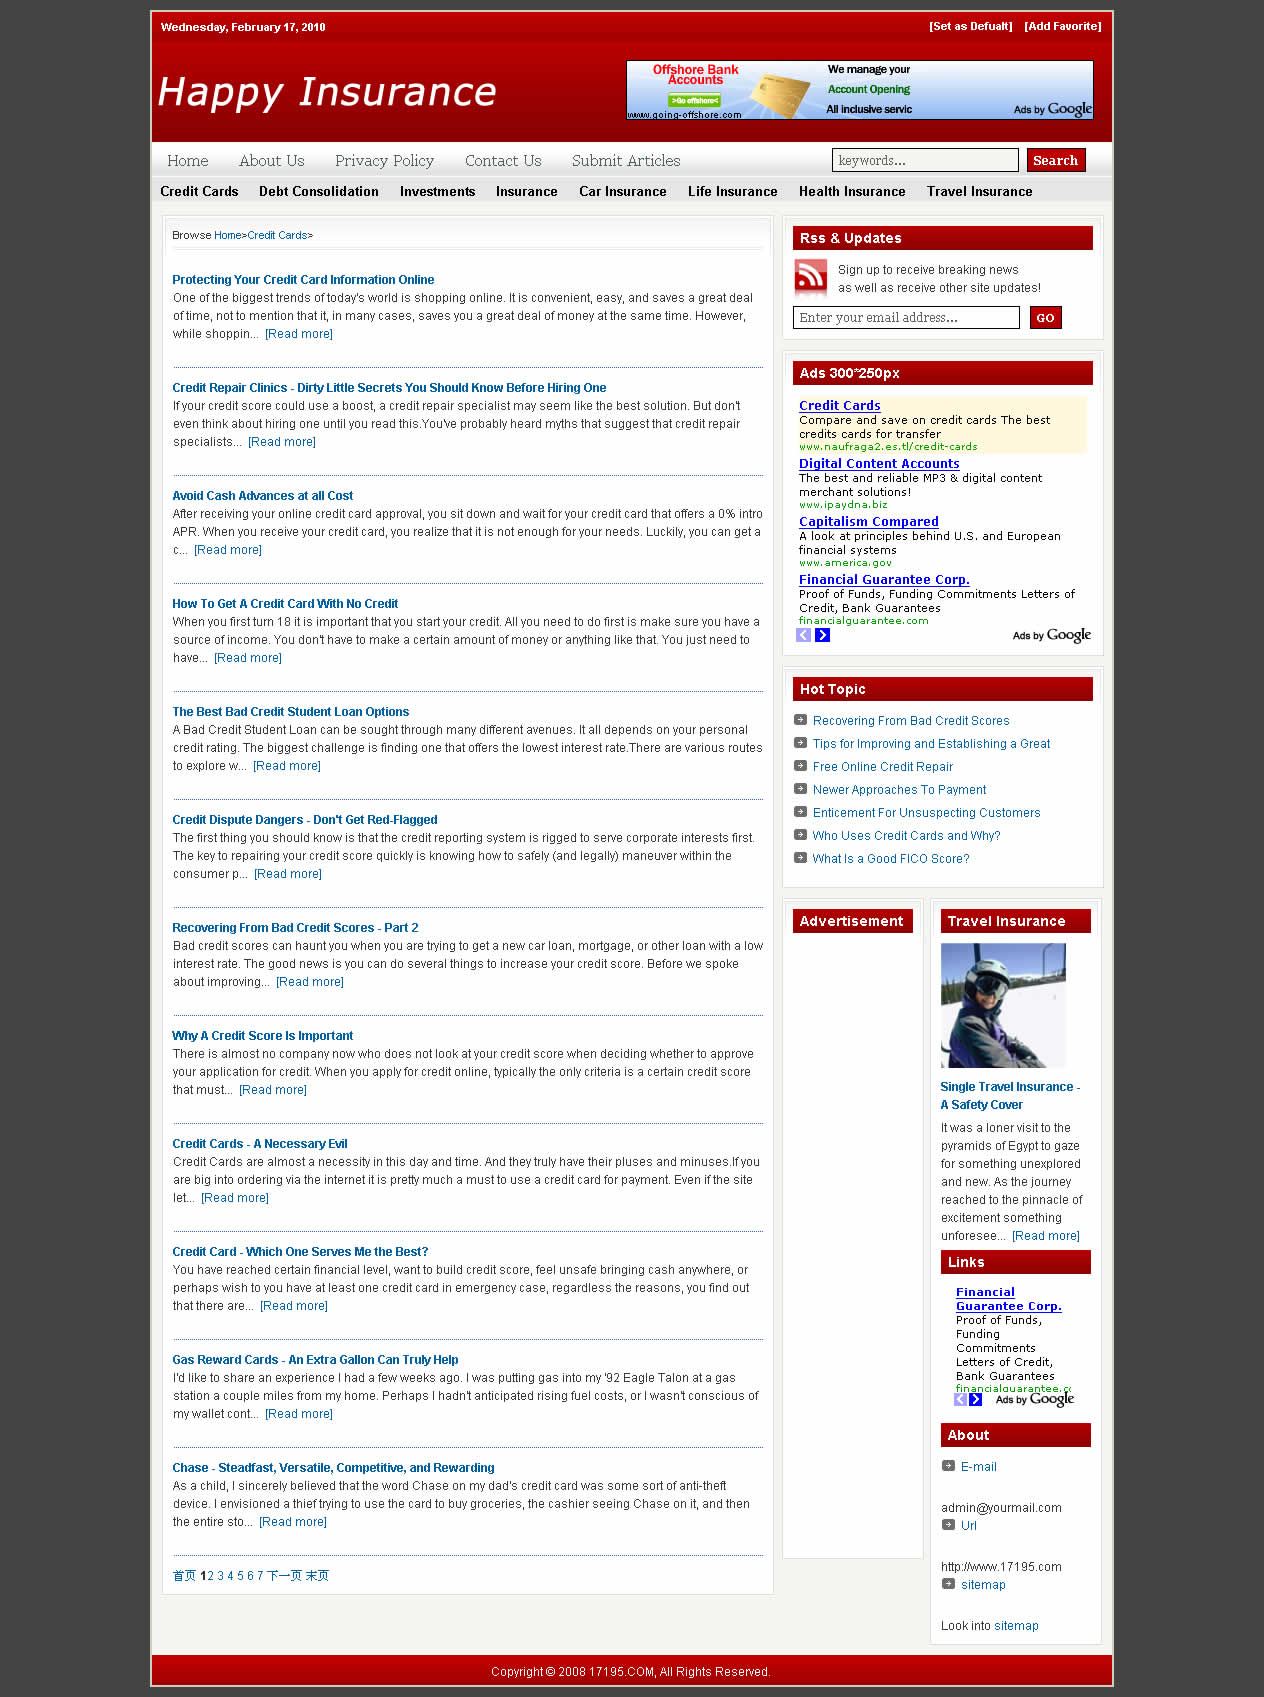 Wednesday, February 17, 2010
[Set as Defualt] [Add Favorite]
Happy Insurance
Offshore Bank
Accounts
>Go offshore<
www.going-offshore.com
We manage your
Account Opening
All inclusive servic
Ads by Google
Home About Us Privacy Policy Contact Us Submit Articles
keywords... Search
Credit Cards Debt Consolidation Investments Insurance Car Insurance Life Insurance Health Insurance Travel Insurance
Browse Home>Credit Cards>
Protecting Your Credit Card Information Online
One of the biggest trends of today's world is shopping online. It is convenient, easy, and saves a great deal
of time, not to mention that it, in many cases, saves you a great deal of money at the same time. However,
while shoppin... [Read more]
Credit Repair Clinics - Dirty Little Secrets You Should Know Before Hiring One
If your credit score could use a boost, a credit repair specialist may seem like the best solution. But don't
even think about hiring one until you read this.You've probably heard myths that suggest that credit repair
specialists... [Read more]
Avoid Cash Advances at all Cost
After receiving your online credit card approval, you sit down and wait for your credit card that offers a 0% intro
APR. When you receive your credit card, you realize that it is not enough for your needs. Luckily, you can get a
c... [Read more]
How To Get A Credit Card With No Credit
When you first turn 18 it is important that you start your credit. All you need to do first is make sure you have a
source of income. You don't have to make a certain amount of money or anything like that. You just need to
have... [Read more]
The Best Bad Credit Student Loan Options
A Bad Credit Student Loan can be sought through many different avenues. It all depends on your personal
credit rating. The biggest challenge is finding one that offers the lowest interest rate.There are various routes
to explore w... [Read more]
Credit Dispute Dangers - Don't Get Red-Flagged
The first thing you should know is that the credit reporting system is rigged to serve corporate interests first.
The key to repairing your credit score quickly is knowing how to safely (and legally) maneuver within the
consumer p... [Read more]
Recovering From Bad Credit Scores - Part 2
Bad credit scores can haunt you when you are trying to get a new car loan, mortgage, or other loan with a low
interest rate. The good news is you can do several things to increase your credit score. Before we spoke
about improving... [Read more]
Why A Credit Score Is Important
There is almost no company now who does not look at your credit score when deciding whether to approve
your application for credit. When you apply for credit online, typically the only criteria is a certain credit score
that must... [Read more]
Credit Cards - A Necessary Evil
Credit Cards are almost a necessity in this day and time. And they truly have their pluses and minuses.If you
are big into ordering via the internet it is pretty much a must to use a credit card for payment. Even if the site
let... [Read more]
Credit Card - Which One Serves Me the Best?
You have reached certain financial level, want to build credit score, feel unsafe bringing cash anywhere, or
perhaps wish to you have at least one credit card in emergency case, regardless the reasons, you find out
that there are... [Read more]
Gas Reward Cards - An Extra Gallon Can Truly Help
I'd like to share an experience I had a few weeks ago. I was putting gas into my '92 Eagle Talon at a gas
station a couple miles from my home. Perhaps I hadn't anticipated rising fuel costs, or I wasn't conscious of
my wallet cont... [Read more]
Chase - Steadfast, Versatile, Competitive, and Rewarding
As a child, I sincerely believed that the word Chase on my dad's credit card was some sort of anti-theft
device. I envisioned a thief trying to use the card to buy groceries, the cashier seeing Chase on it, and then
the entire sto... [Read more]
首页 1 2 3 4 5 6 7 下一页 末页
Rss & Updates
Sign up to receive breaking news
as well as receive other site updates!
Enter your email address... GO
Ads 300*250px
Credit Cards
Compare and save on credit cards The best
credits cards for transfer
www.naufraga2.es.tl/credit-cards
Digital Content Accounts
The best and reliable MP3 & digital content
merchant solutions!
www.ipaydna.biz
Capitalism Compared
A look at principles behind U.S. and European
financial systems
www.america.gov
Financial Guarantee Corp.
Proof of Funds, Funding Commitments Letters of
Credit, Bank Guarantees
financialguarantee.com
Ads by Google
Hot Topic
Recovering From Bad Credit Scores
Tips for Improving and Establishing a Great
Free Online Credit Repair
Newer Approaches To Payment
Enticement For Unsuspecting Customers
Who Uses Credit Cards and Why?
What Is a Good FICO Score?
Advertisement
Travel Insurance
Single Travel Insurance -
A Safety Cover
It was a loner visit to the
pyramids of Egypt to gaze
for something unexplored
and new. As the journey
reached to the pinnacle of
excitement something
unforesee... [Read more]
Links
Financial
Guarantee Corp.
Proof of Funds,
Funding
Commitments
Letters of Credit,
Bank Guarantees
financialguarantee.co
Ads by Google
About
E-mail
admin@yourmail.com
Url
http://www.17195.com
sitemap
Look into sitemap
Copyright © 2008 17195.COM, All Rights Reserved.